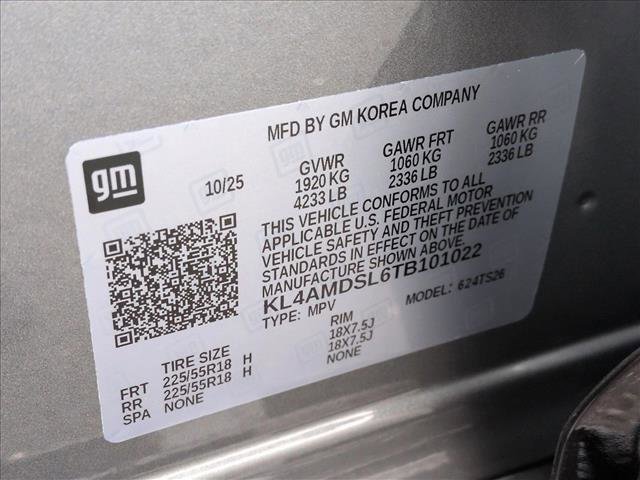 MFD BY GM KOREA COMPANY
gm
10/25
GVWR
1920 KG
4233 LB
GAWR FRT
1060 KG
2336 LB
GAWR RR
1060 KG
2336 LB
THIS VEHICLE CONFORMS TO ALL
APPLICABLE U.S. FEDERAL MOTOR
VEHICLE SAFETY AND THEFT PREVENTION
STANDARDS IN EFFECT ON THE DATE OF
MANUFACTURE SHOWN ABOVE.
KL4AMDSL6TB101022
TYPE: MPV
MODEL: 624TS26
TIRE SIZE
RIM
FRT 225/55R18 H 18X7.5J
RR 225/55R18 H 18X7.5J
SPA NONE NONE